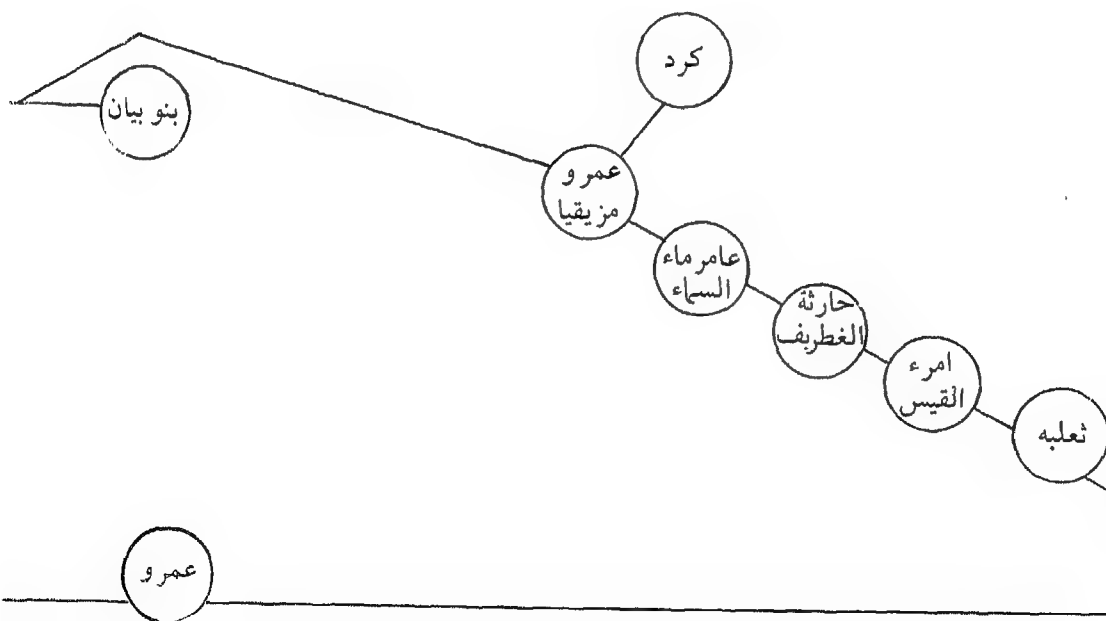 كرد
بنو بيان
عمرو
مزيقيا
عامر ماء
السماء
حارثة
الغطريف
امرء
القيس
ثعلبه
عمرو